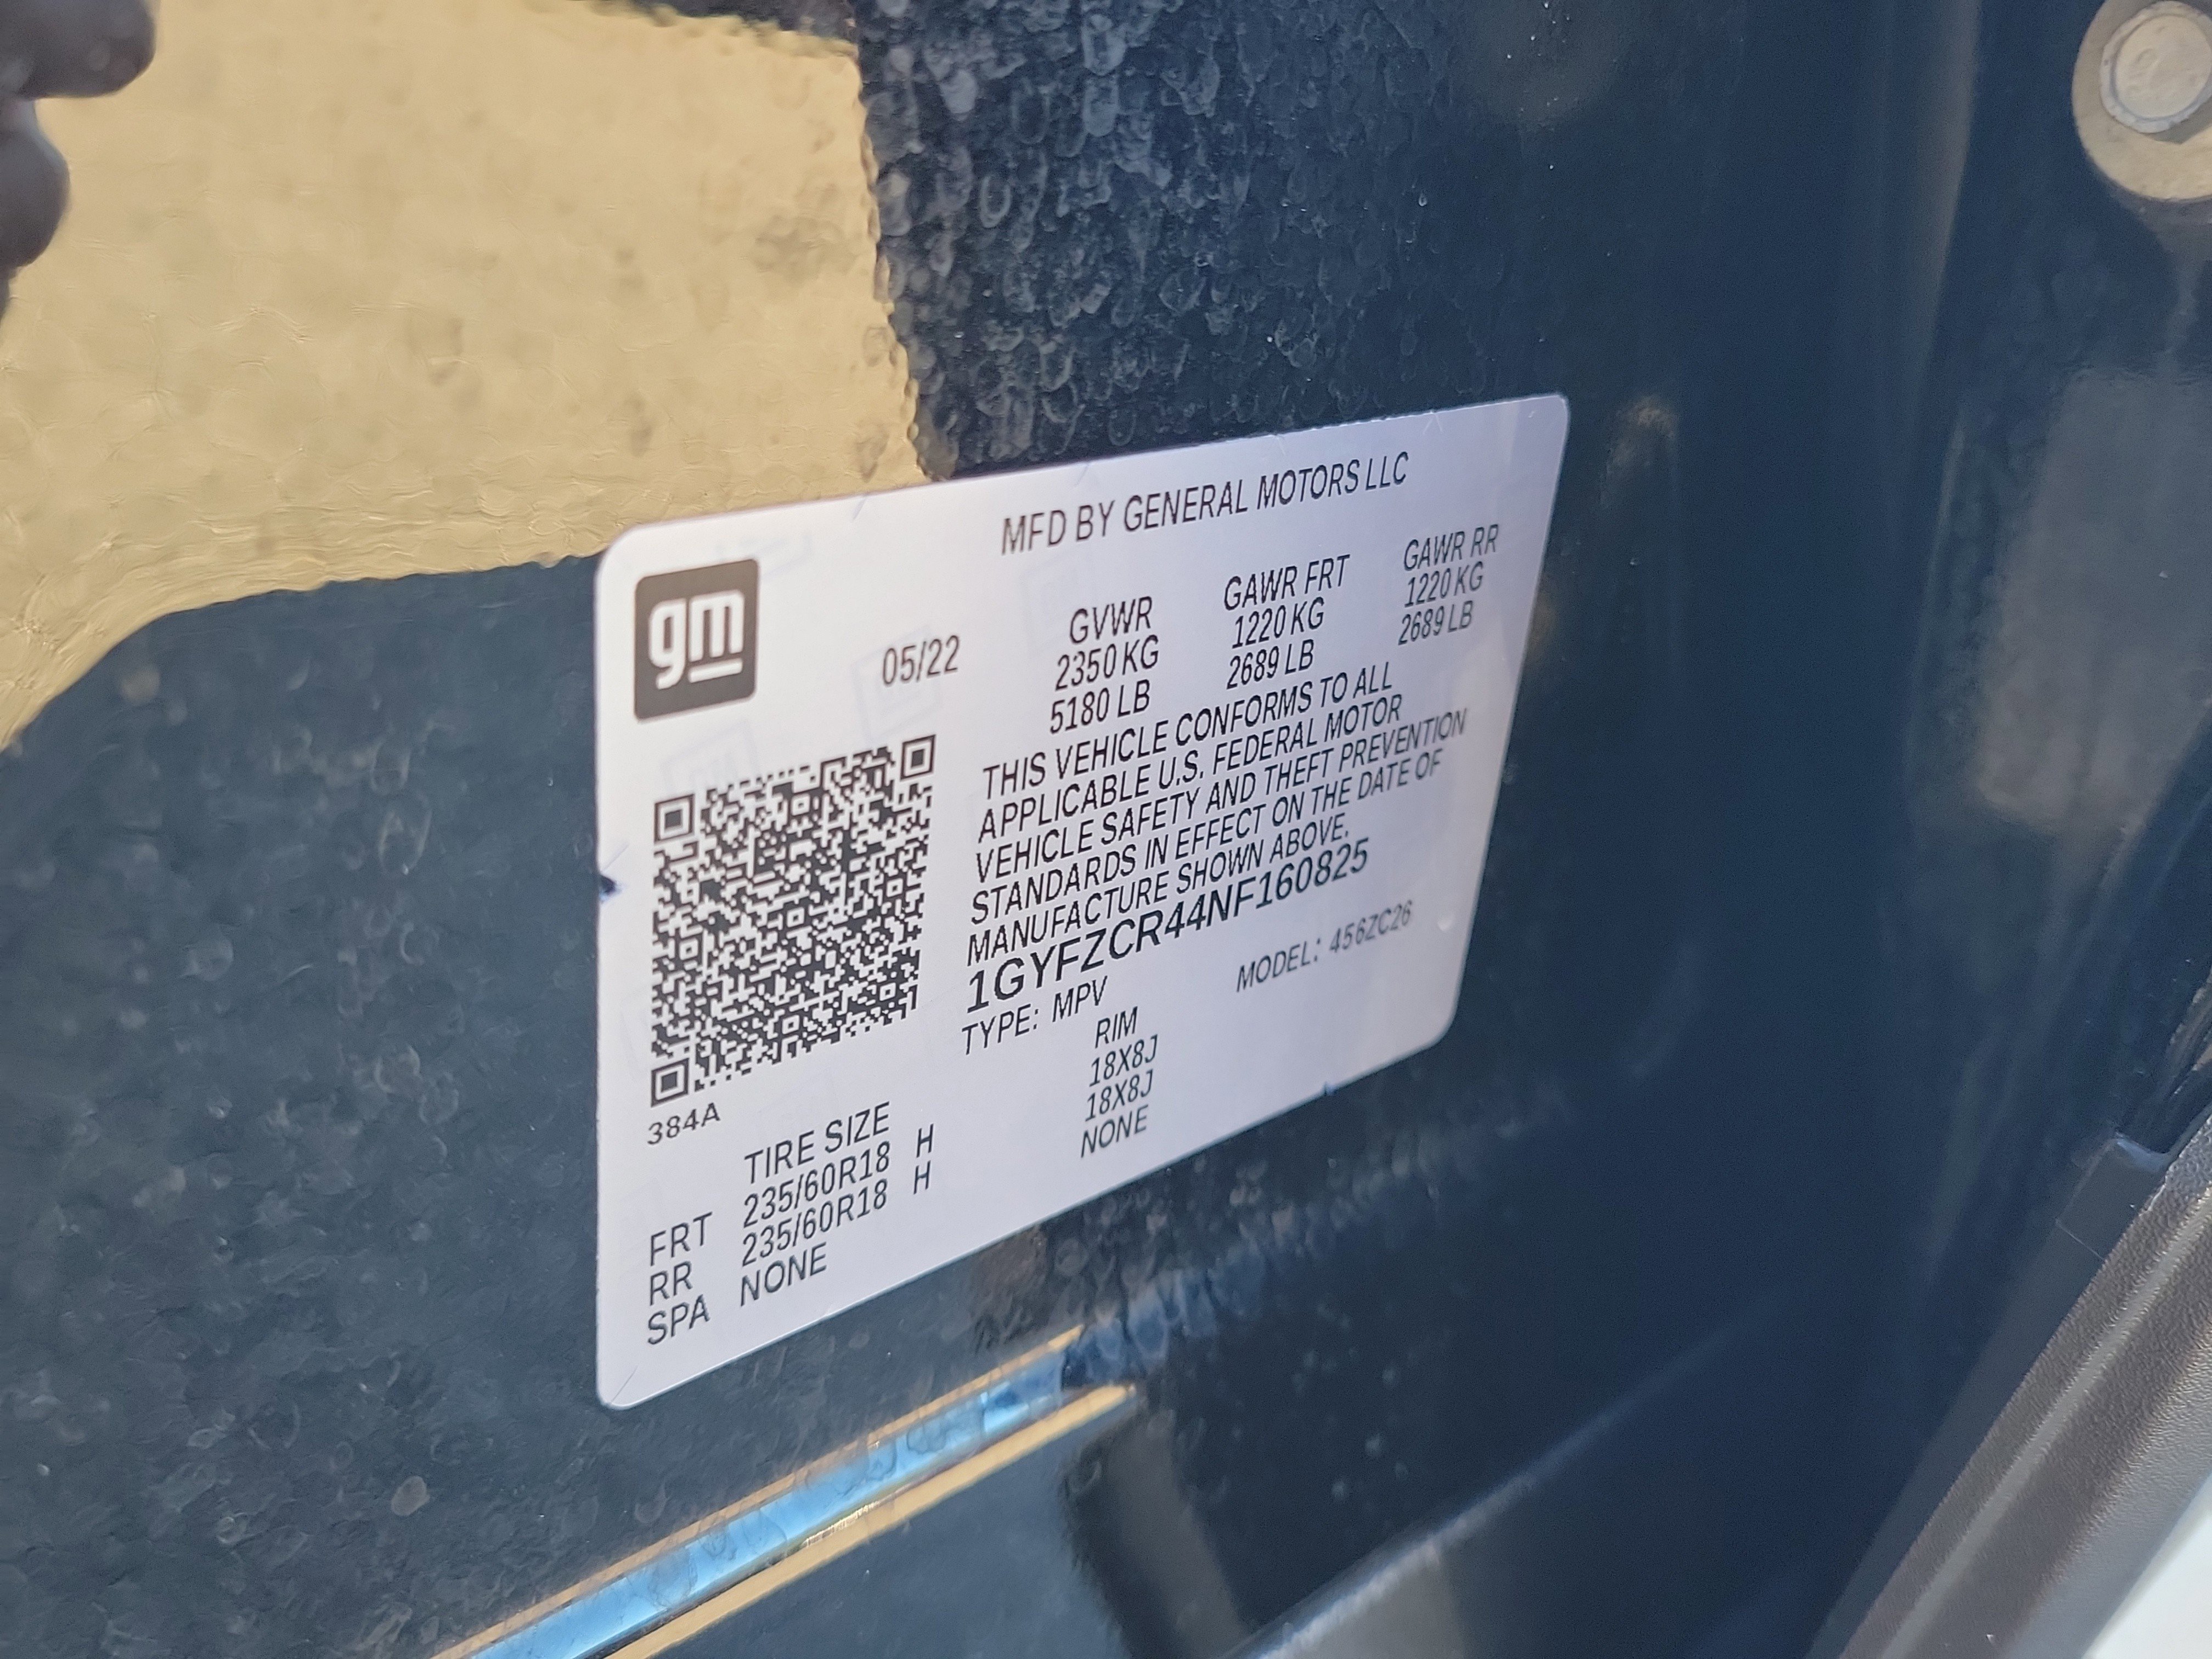 MFD BY GENERAL MOTORS LLC
gm
05/22
GVWR GAWR FRT GAWR RR
2350 KG 1220 KG 1220 KG
5180 LB 2689 LB 2689 LB
THIS VEHICLE CONFORMS TO ALL
APPLICABLE U.S. FEDERAL MOTOR
VEHICLE SAFETY AND THEFT PREVENTION
STANDARDS IN EFFECT ON THE DATE OF
MANUFACTURE SHOWN ABOVE.
1GYFZCR44NF160825
TYPE: MPV MODEL: 456ZC26
384A
TIRE SIZE RIM
FRT 235/60R18 H 18X8J
RR 235/60R18 H 18X8J
SPA NONE NONE